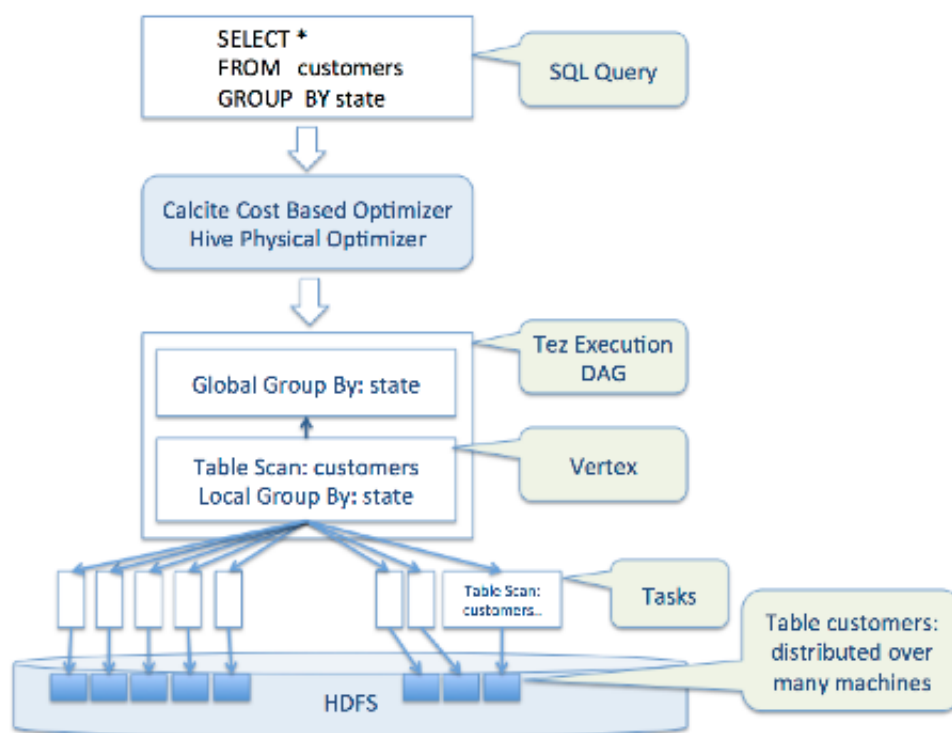 SELECT *
FROM customers
GROUP BY state
SQL Query
Calcite Cost Based Optimizer
Hive Physical Optimizer
Tez Execution
DAG
Global Group By: state
Table Scan: customers
Local Group By: state
Vertex
Table Scan:
customers..
Tasks
Table customers:
distributed over
many machines
HDFS